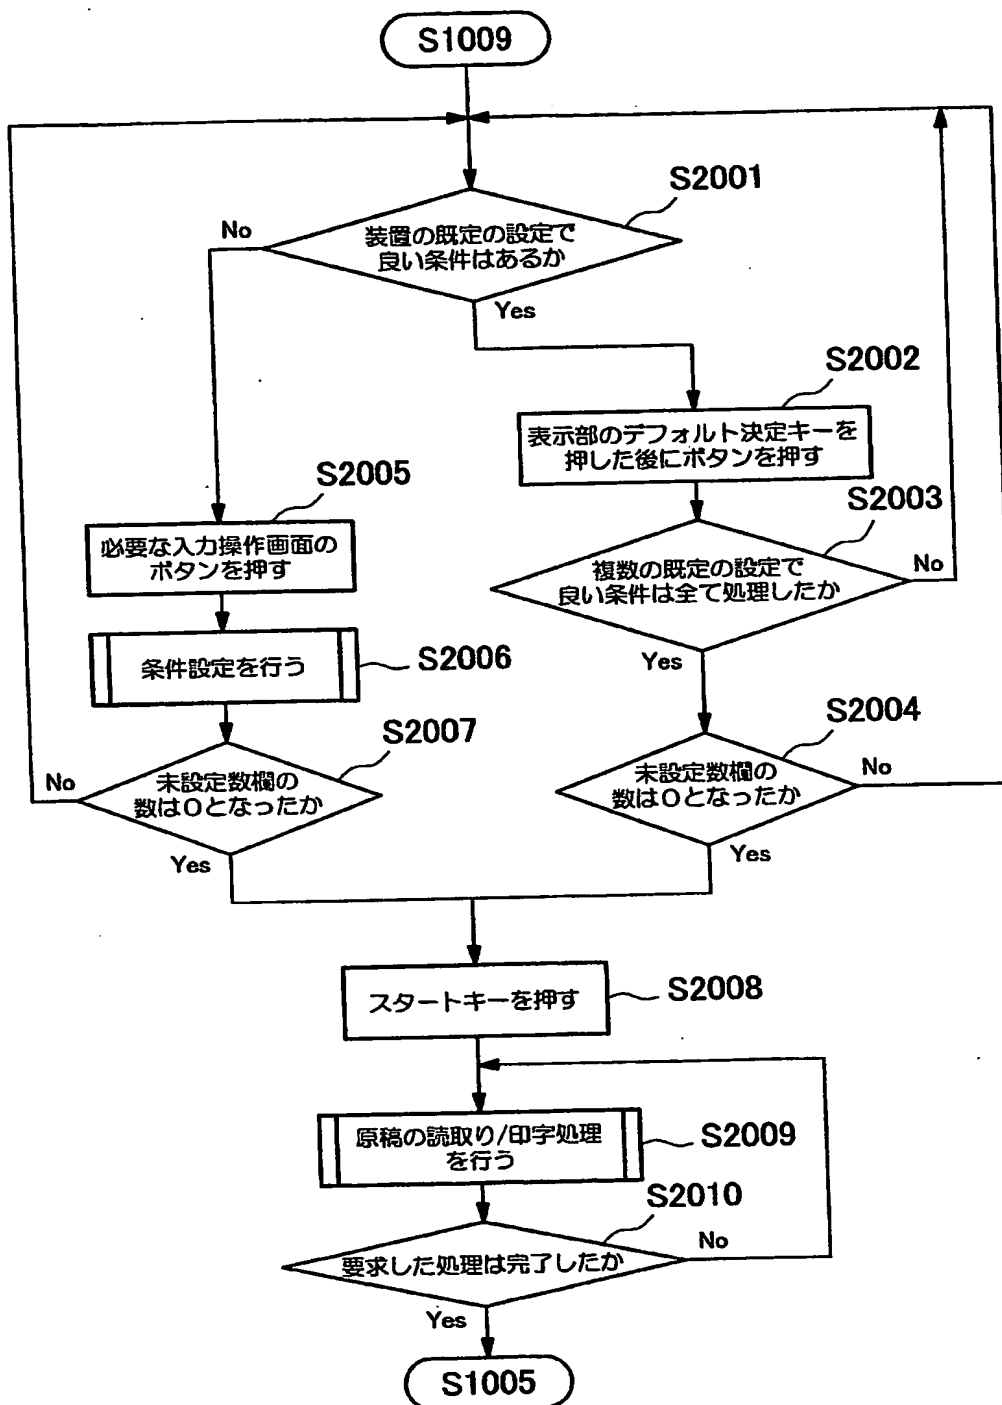 S1009
S2001
No
装置の既定の設定で
良い条件はあるか
Yes
S2002
表示部のデフォルト決定キーを
押した後にボタンを押す
S2005
必要な入力操作画面の
ボタンを押す
S2003
複数の既定の設定で
良い条件は全て処理したか
No
Yes
条件設定を行う
S2006
S2007
No
未設定数欄の
数は0となったか
Yes
S2004
未設定数欄の
数は0となったか
No
Yes
スタートキーを押す
S2008
原稿の読取り/印字処理
を行う
S2009
S2010
要求した処理は完了したか
No
Yes
S1005